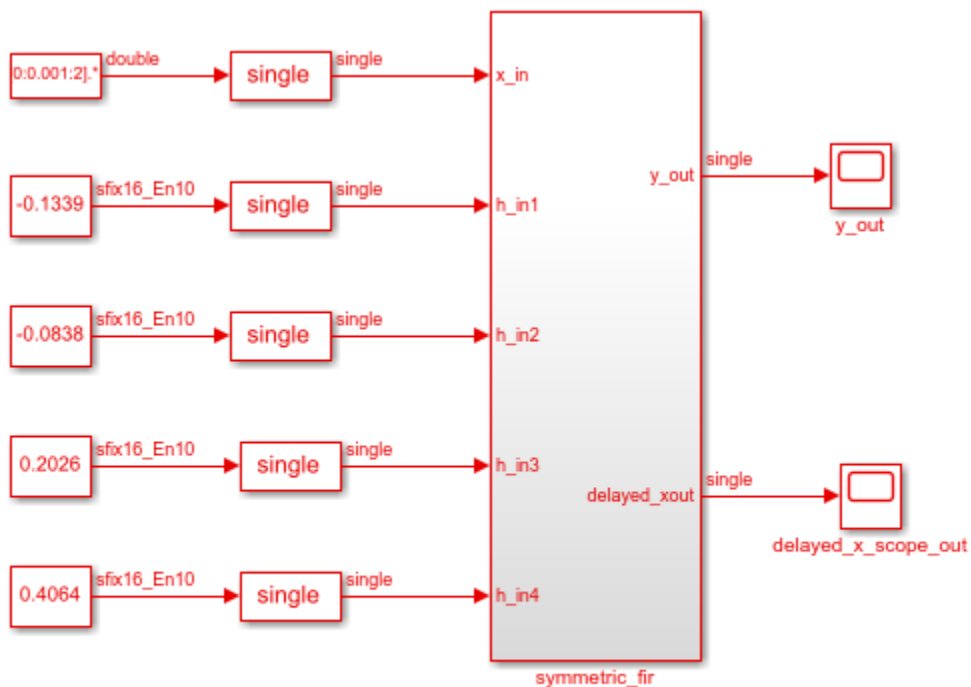 0:0.001:2].*
double
single
single
x_in
-0.1339
sfix16_En10
single
single
h_in1
-0.0838
sfix16_En10
single
single
h_in2
0.2026
sfix16_En10
single
single
h_in3
0.4064
sfix16_En10
single
single
h_in4
y_out
single
y_out
delayed_xout
single
delayed_x_scope_out
symmetric_fir